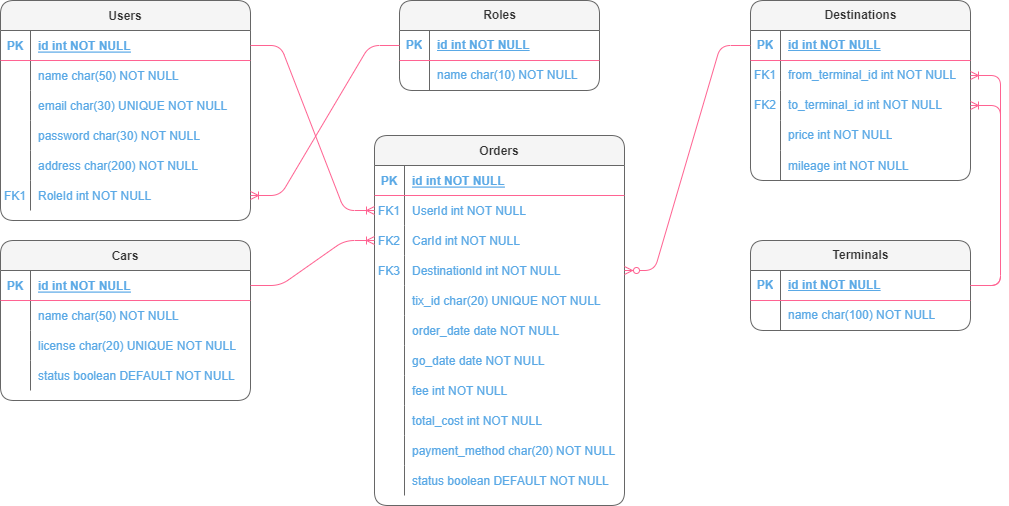 Users
PK id int NOT NULL
name char(50) NOT NULL
email char(30) UNIQUE NOT NULL
password char(30) NOT NULL
address char(200) NOT NULL
FK1 RoleId int NOT NULL
Roles
PK id int NOT NULL
name char(10) NOT NULL
Destinations
PK id int NOT NULL
FK1 from_terminal_id int NOT NULL
FK2 to_terminal_id int NOT NULL
price int NOT NULL
mileage int NOT NULL
Orders
PK id int NOT NULL
FK1 UserId int NOT NULL
FK2 CarId int NOT NULL
FK3 DestinationId int NOT NULL
tix_id char(20) UNIQUE NOT NULL
order_date date NOT NULL
go_date date NOT NULL
fee int NOT NULL
total_cost int NOT NULL
payment_method char(20) NOT NULL
status boolean DEFAULT NOT NULL
Cars
PK id int NOT NULL
name char(50) NOT NULL
license char(20) UNIQUE NOT NULL
status boolean DEFAULT NOT NULL
Terminals
PK id int NOT NULL
name char(100) NOT NULL